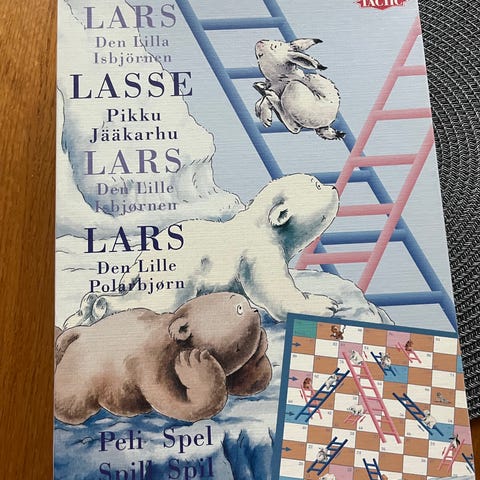 TACTIC
LARS
Den Lilla
Isbjörnen
LASSE
Pikku
Jääkarhu
LARS
Den Lille
Isbjørnen
LARS
Den Lille
Polarbjørn
Peli Spel
Spill Spil